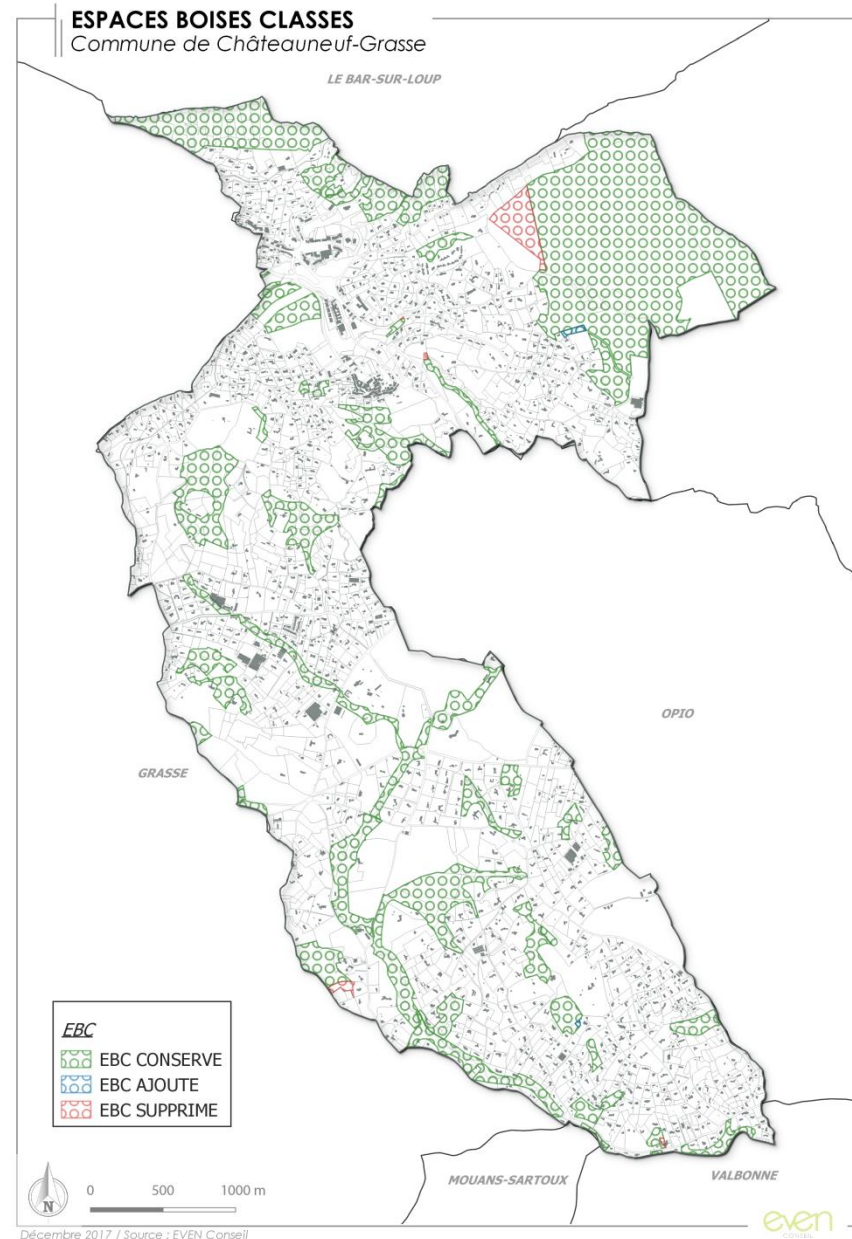 ESPACES BOISES CLASSES
Commune de Châteauneuf-Grasse
LE BAR-SUR-LOUP
OPIO
GRASSE
EBC
EBC CONSERVE
EBC AJOUTE
EBC SUPPRIME
MOUANS-SARTOUX
VALBONNE
N
0 500 1000 m
even
CONSEIL
Décembre 2017 / Source : EVEN Conseil